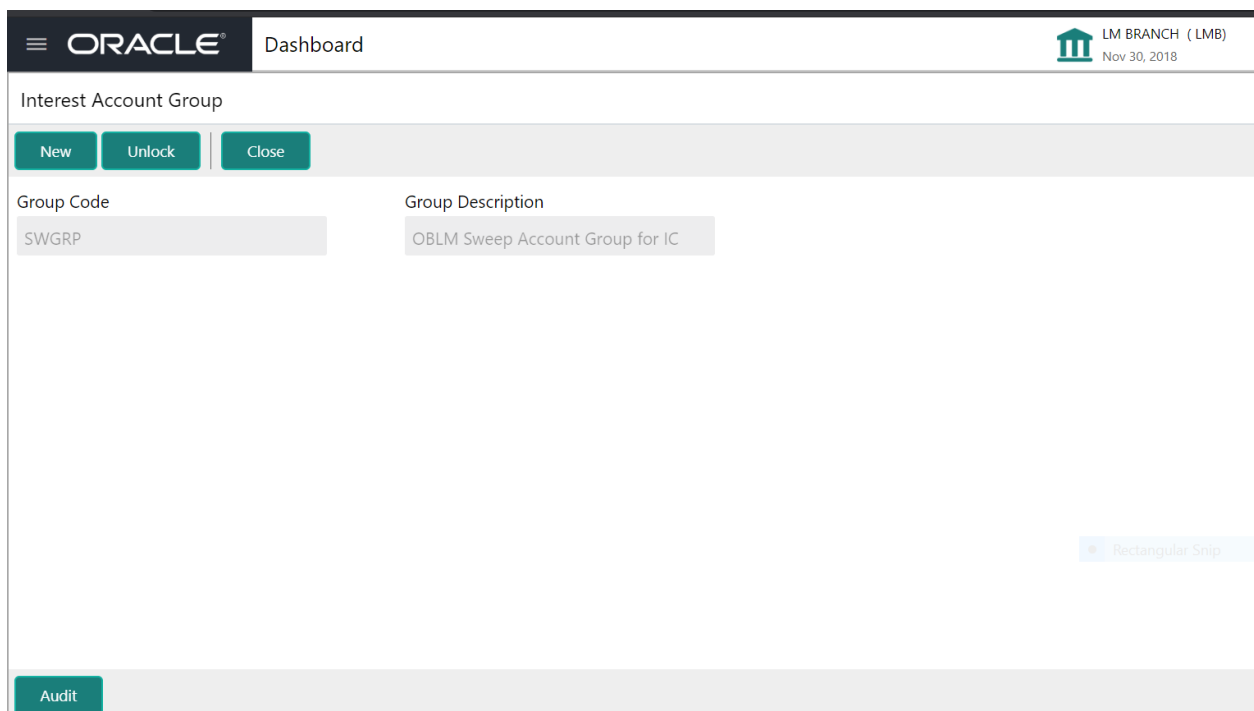 ORACLE® Dashboard LM BRANCH ( LMB)
Nov 30, 2018
Interest Account Group
New Unlock Close
Group Code Group Description
SWGRP OBLM Sweep Account Group for IC
Rectangular Snip
Audit